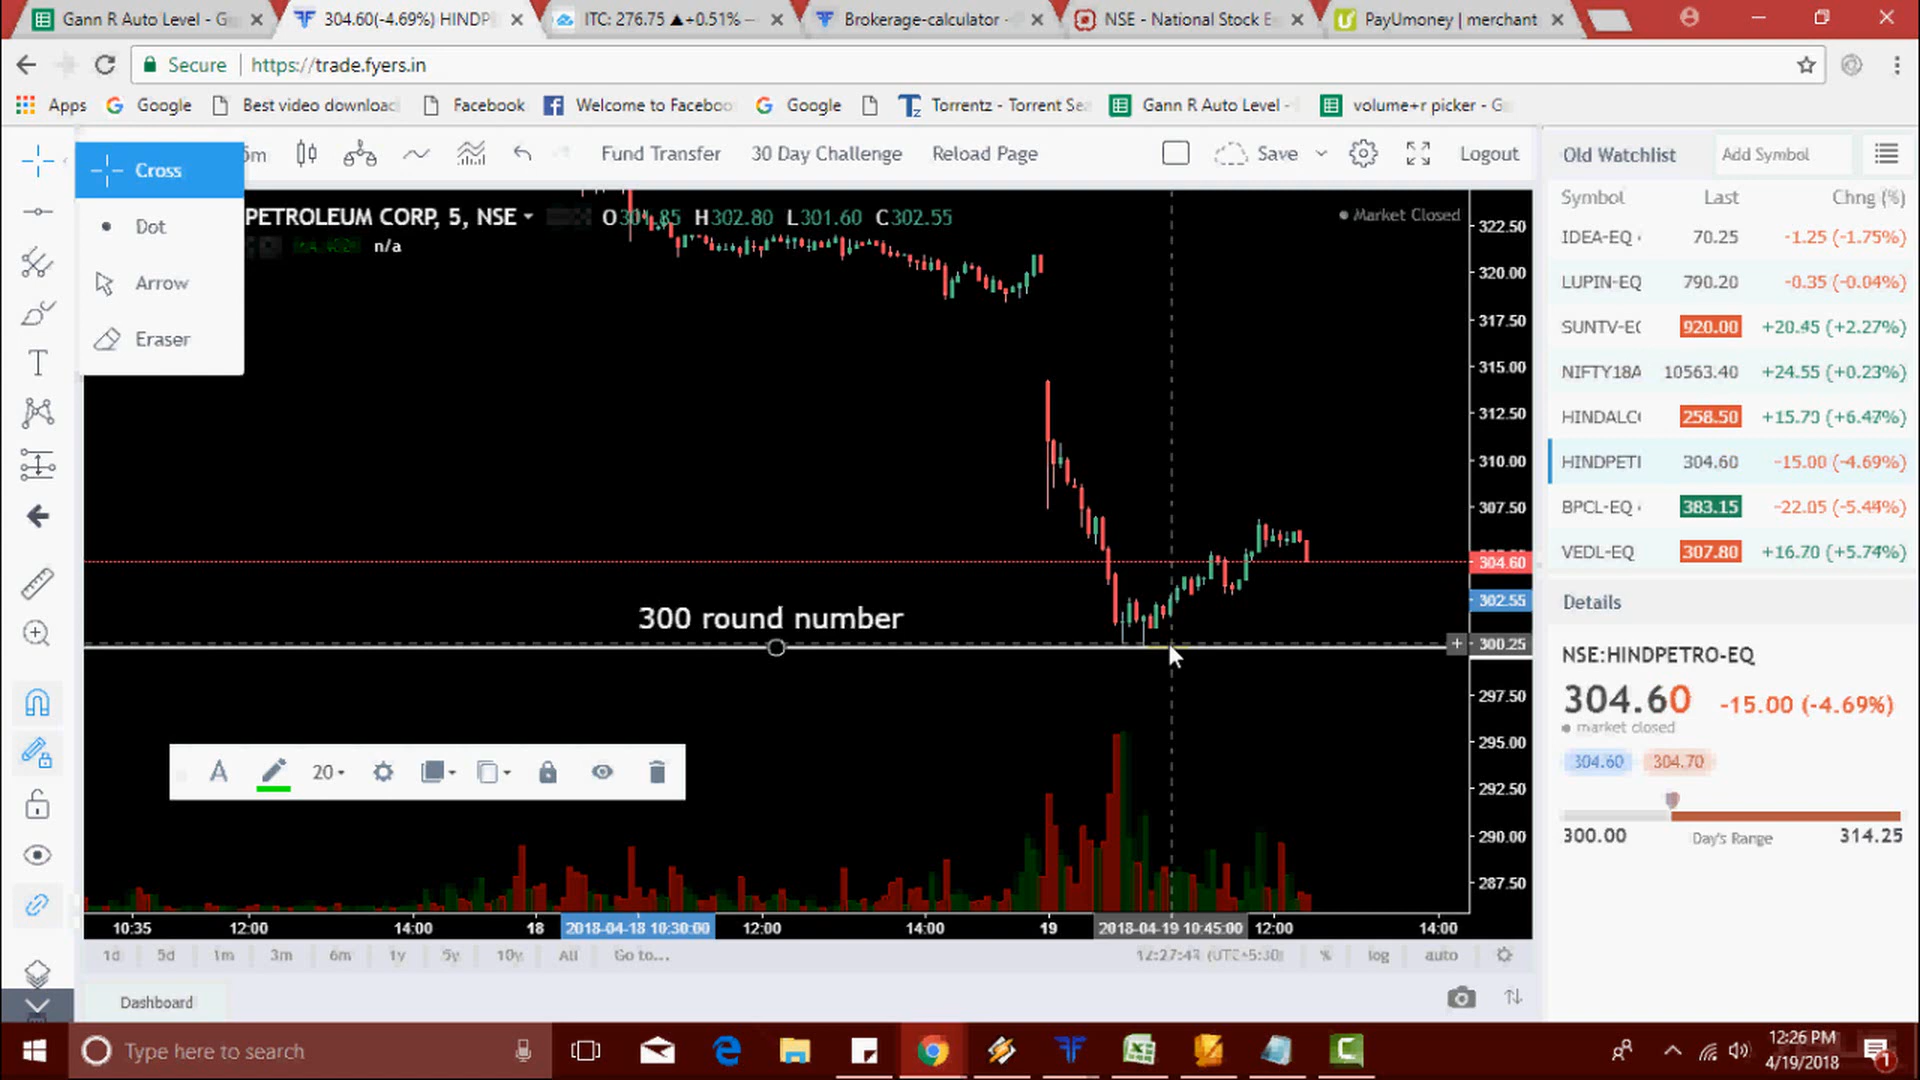 Gann R Auto Level - G
304.60(-4.69%) HINDP
ITC: 276.75 ▲+0.51% –
Brokerage-calculator -
NSE - National Stock E
PayUmoney | merchant
Secure
https://trade.fyers.in
Apps
Google
Best video downloa
Facebook
Welcome to Facebo
Google
Torrentz - Torrent Se
Gann R Auto Level -
volume+r picker - G
5m
Fund Transfer
30 Day Challenge
Reload Page
Save
Logout
Cross
Dot
Arrow
Eraser
PETROLEUM CORP, 5, NSE
O301.85 H302.80 L301.60 C302.55
n/a
Market Closed
322.50
320.00
317.50
315.00
312.50
310.00
307.50
304.60
302.55
300.25
297.50
295.00
292.50
290.00
287.50
300 round number
20
10:35
12:00
14:00
18
2018-04-18 10:30:00
12:00
14:00
19
2018-04-19 10:45:00
12:00
14:00
1d 5d 1m 3m 6m 1y 5y 10y All Go to...
(UTC+5:30)
%
log
auto
Dashboard
Old Watchlist
Add Symbol
Symbol Last Chng (%)
IDEA-EQ 70.25 -1.25 (-1.75%)
LUPIN-EQ 790.20 -0.35 (-0.04%)
SUNTV-E 920.00 +20.45 (+2.27%)
NIFTY18A 10563.40 +24.55 (+0.23%)
HINDALC 258.50 +15.70 (+6.47%)
HINDPET 304.60 -15.00 (-4.69%)
BPCL-EQ 383.15 -22.05 (-5.44%)
VEDL-EQ 307.80 +16.70 (+5.74%)
Details
NSE:HINDPETRO-EQ
304.60 -15.00 (-4.69%)
market closed
304.60 304.70
300.00 Day's Range 314.25
Type here to search
12:26 PM
4/19/2018
1